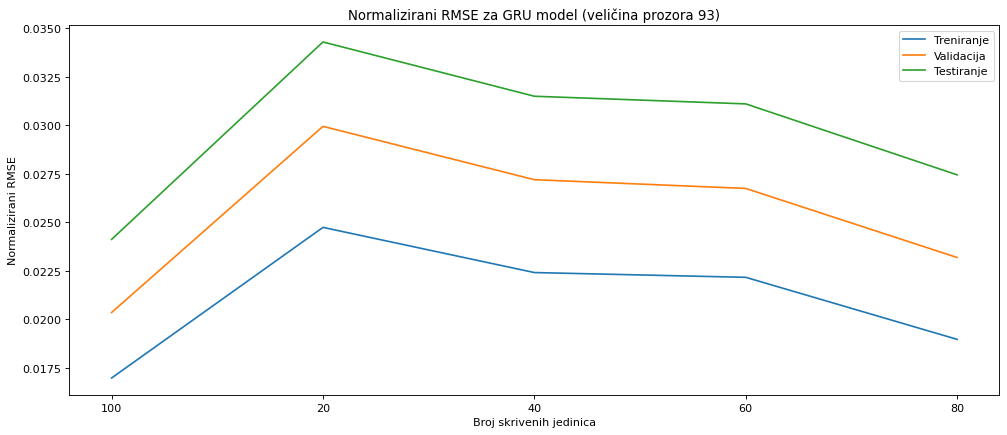 Normalizirani RMSE za GRU model (veličina prozora 93)
Treniranje
Validacija
Testiranje
Normalizirani RMSE
0.0350
0.0325
0.0300
0.0275
0.0250
0.0225
0.0200
0.0175
100 20 40 60 80
Broj skrivenih jedinica